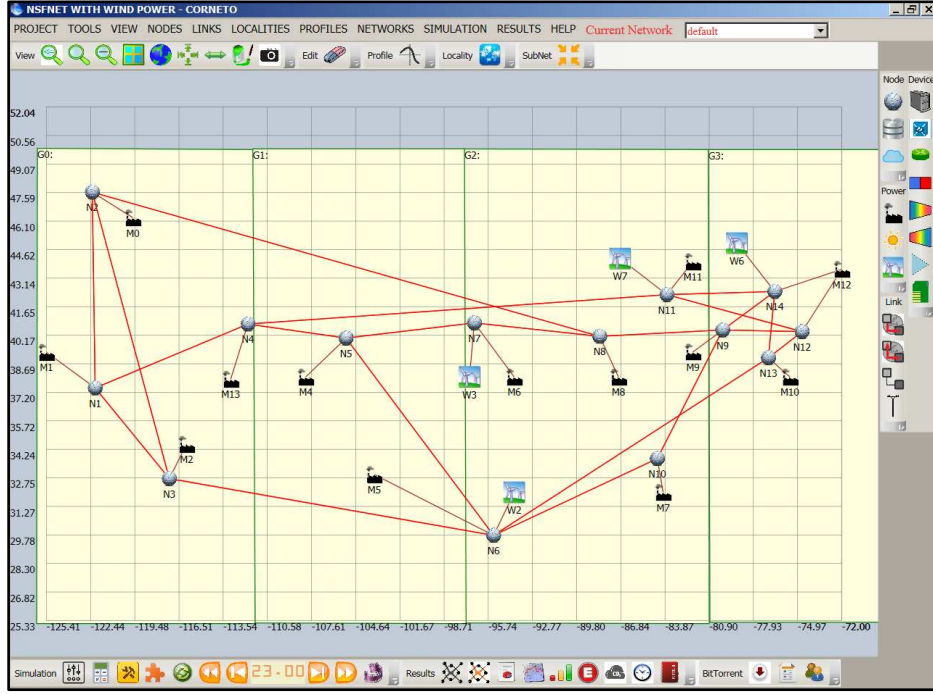 NSFNET WITH WIND POWER - CORNETO
PROJECT TOOLS VIEW NODES LINKS LOCALITIES PROFILES NETWORKS SIMULATION RESULTS HELP Current Network default
View Edit Profile Locality SubNet
Node Device
52.04
50.56
G0: G1: G2: G3:
49.07
47.59
N2
M0
46.10
W6
44.62
W7 M11 M12
43.14
N11 N14
41.65
N4 N5 N7 N8 N9 N12
40.17
M1 N13
38.69
M13 M4 W3 M6 M8 M9 M10
37.20
N1
35.72
M2
34.24
N3 M5 N10
32.75
W2 M7
31.27
N6
29.78
28.30
26.82
25.33 -125.41 -122.44 -119.48 -116.51 -113.54 -110.58 -107.61 -104.64 -101.67 -98.71 -95.74 -92.77 -89.80 -86.84 -83.87 -80.90 -77.93 -74.97 -72.00
Power
Link
Simulation 23.00 Results BitTorrent